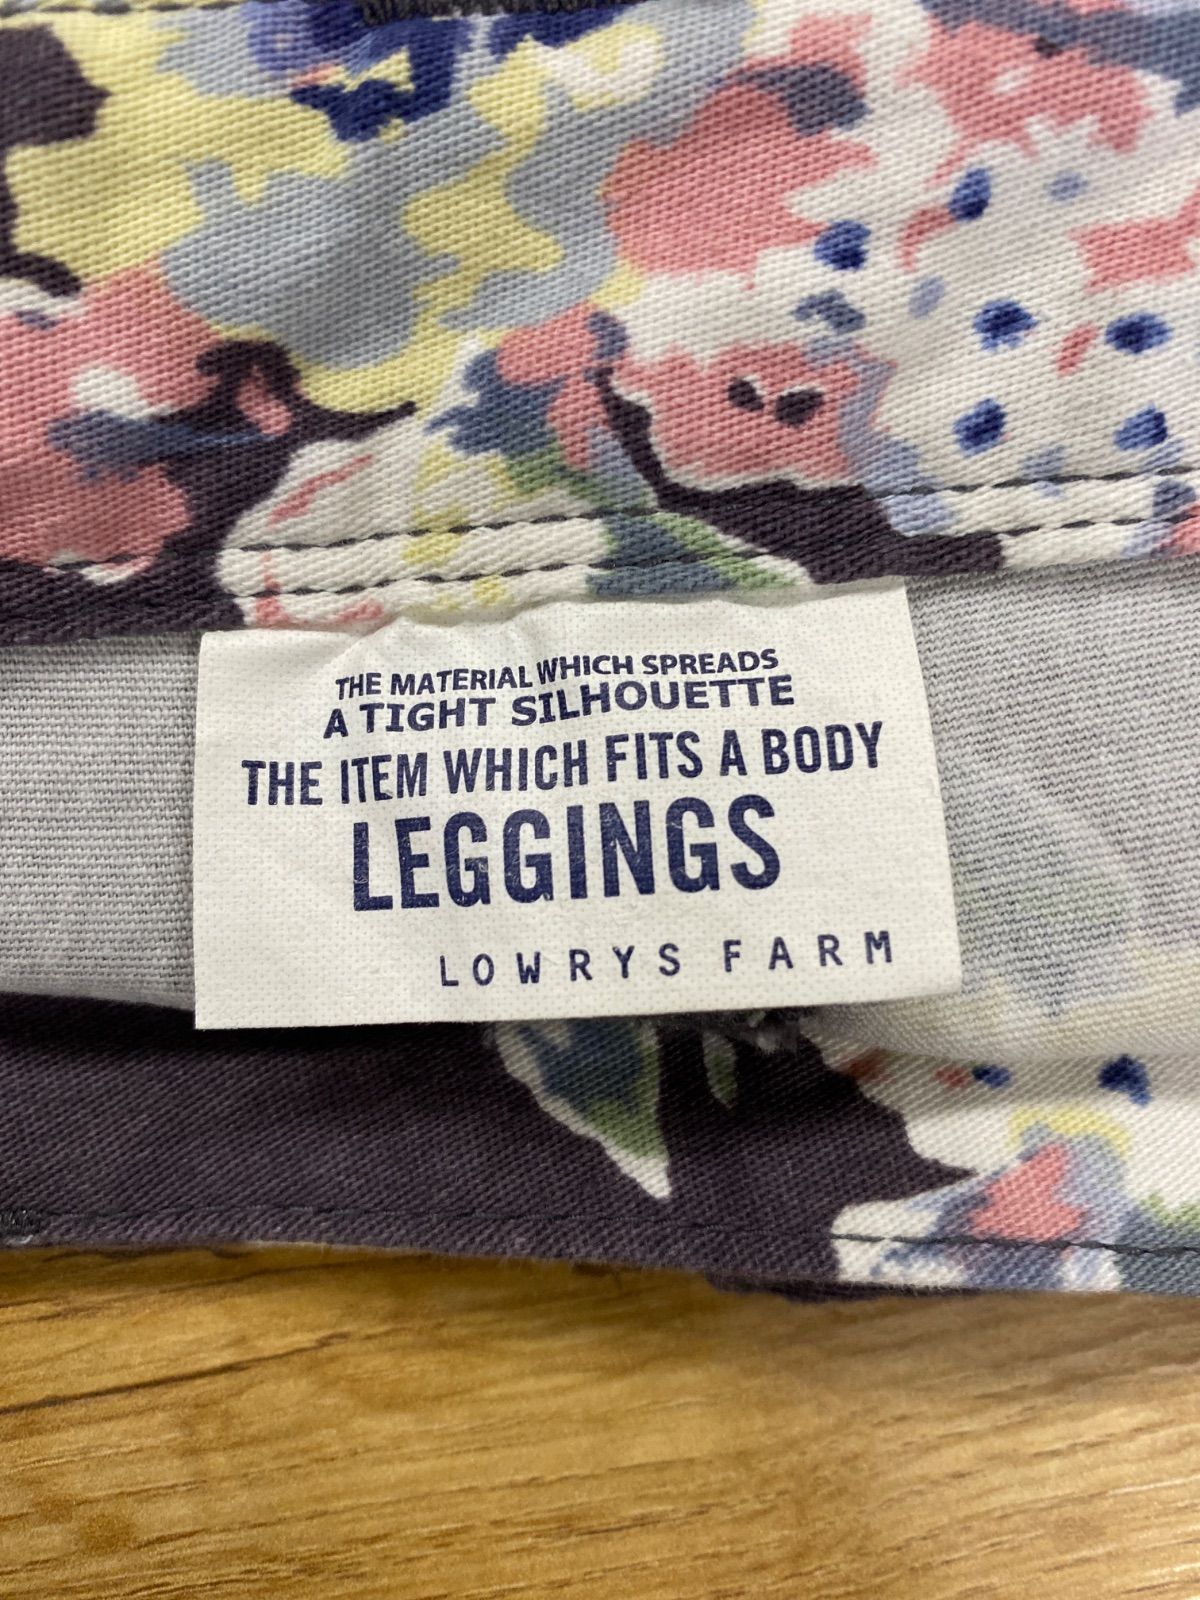 THE MATERIAL WHICH SPREADS
A TIGHT SILHOUETTE
THE ITEM WHICH FITS A BODY
LEGGINGS
LOWRYS FARM